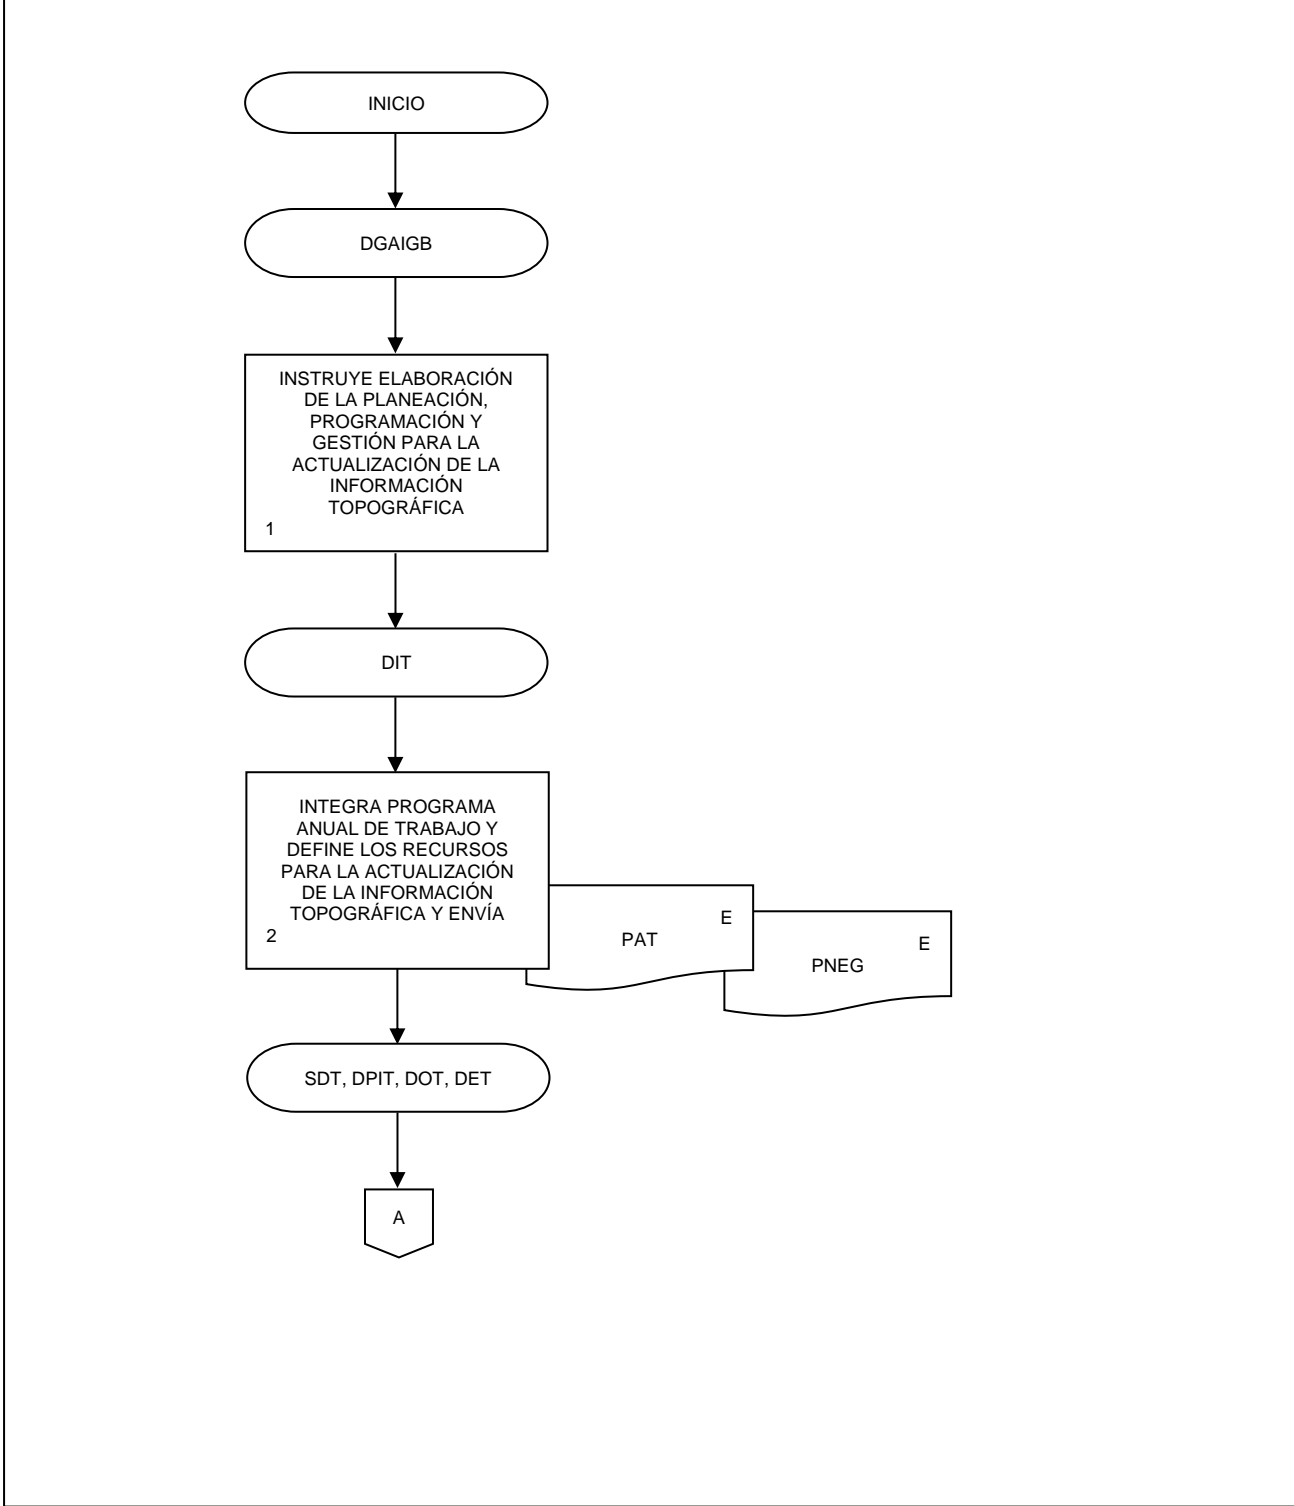 INICIO
DGAIGB
INSTRUYE ELABORACIÓN
DE LA PLANEACIÓN,
PROGRAMACIÓN Y
GESTIÓN PARA LA
ACTUALIZACIÓN DE LA
INFORMACIÓN
TOPOGRÁFICA
1
DIT
INTEGRA PROGRAMA
ANUAL DE TRABAJO Y
DEFINE LOS RECURSOS
PARA LA ACTUALIZACIÓN
DE LA INFORMACIÓN
TOPOGRÁFICA Y ENVÍA
2
E
PAT
E
PNEG
SDT, DPIT, DOT, DET
A